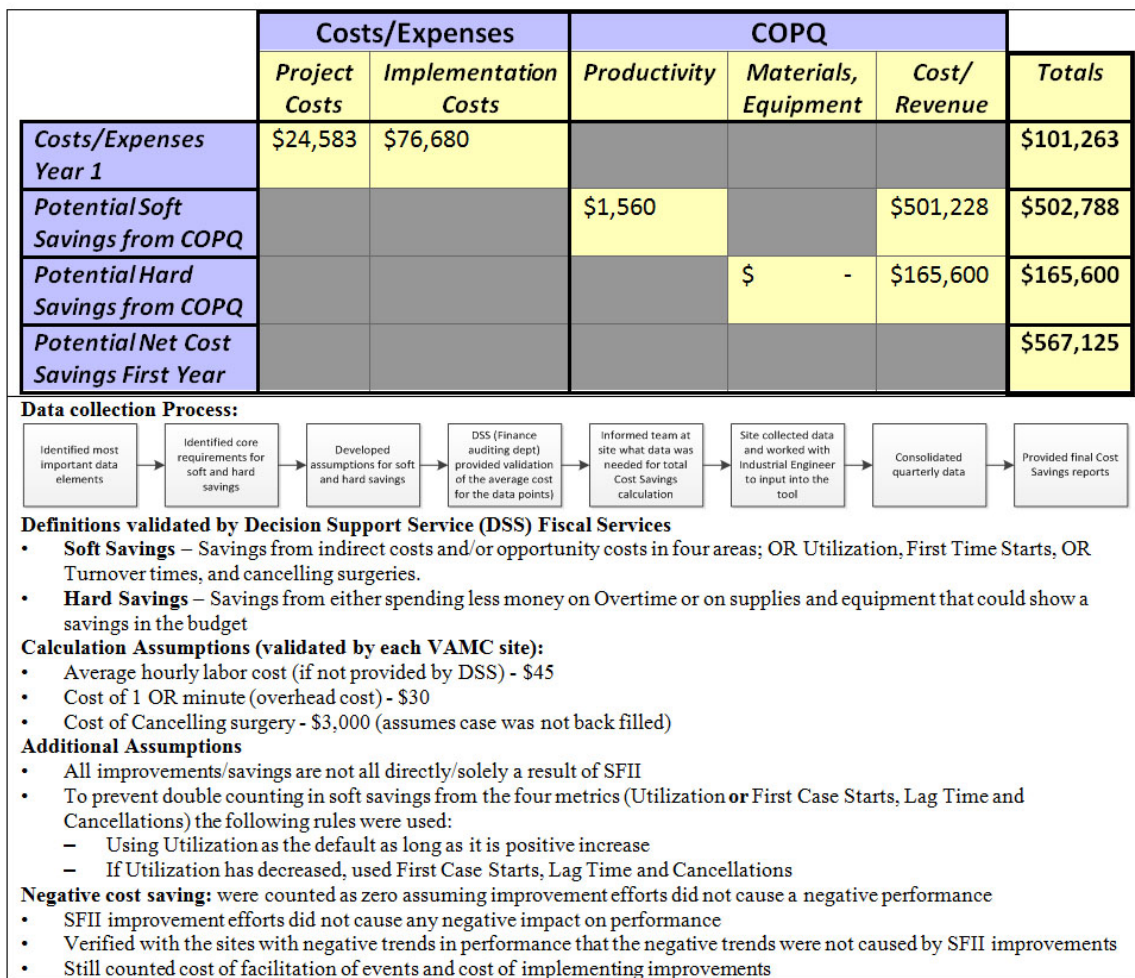 Costs/Expenses COPQ
Project Costs Implementation Costs Productivity Materials, Equipment Cost/ Revenue Totals
Costs/Expenses Year 1 $24,583 $76,680 $101,263
Potential Soft Savings from COPQ $1,560 $501,228 $502,788
Potential Hard Savings from COPQ $ - $165,600 $165,600
Potential Net Cost Savings First Year $567,125
Data collection Process:
Identified most
important data
elements
Identified core
requirements for
soft and hard
savings
Developed
assumptions for soft
and hard savings
DSS (Finance
auditing dept)
provided validation
of the average cost
for the data points)
Informed team at
site what data was
needed for total
Cost Savings
calculation
Site collected data
and worked with
Industrial Engineer
to input into the
tool
Consolidated
quarterly data
Provided final Cost
Savings reports
Definitions validated by Decision Support Service (DSS) Fiscal Services
• Soft Savings – Savings from indirect costs and/or opportunity costs in four areas; OR Utilization, First Time Starts, OR
Turnover times, and cancelling surgeries.
• Hard Savings – Savings from either spending less money on Overtime or on supplies and equipment that could show a
savings in the budget
Calculation Assumptions (validated by each VAMC site):
• Average hourly labor cost (if not provided by DSS) - $45
• Cost of 1 OR minute (overhead cost) - $30
• Cost of Cancelling surgery - $3,000 (assumes case was not back filled)
Additional Assumptions
• All improvements/savings are not all directly/solely a result of SFII
• To prevent double counting in soft savings from the four metrics (Utilization or First Case Starts, Lag Time and
Cancellations) the following rules were used:
– Using Utilization as the default as long as it is positive increase
– If Utilization has decreased, used First Case Starts, Lag Time and Cancellations
Negative cost saving: were counted as zero assuming improvement efforts did not cause a negative performance
• SFII improvement efforts did not cause any negative impact on performance
• Verified with the sites with negative trends in performance that the negative trends were not caused by SFII improvements
• Still counted cost of facilitation of events and cost of implementing improvements